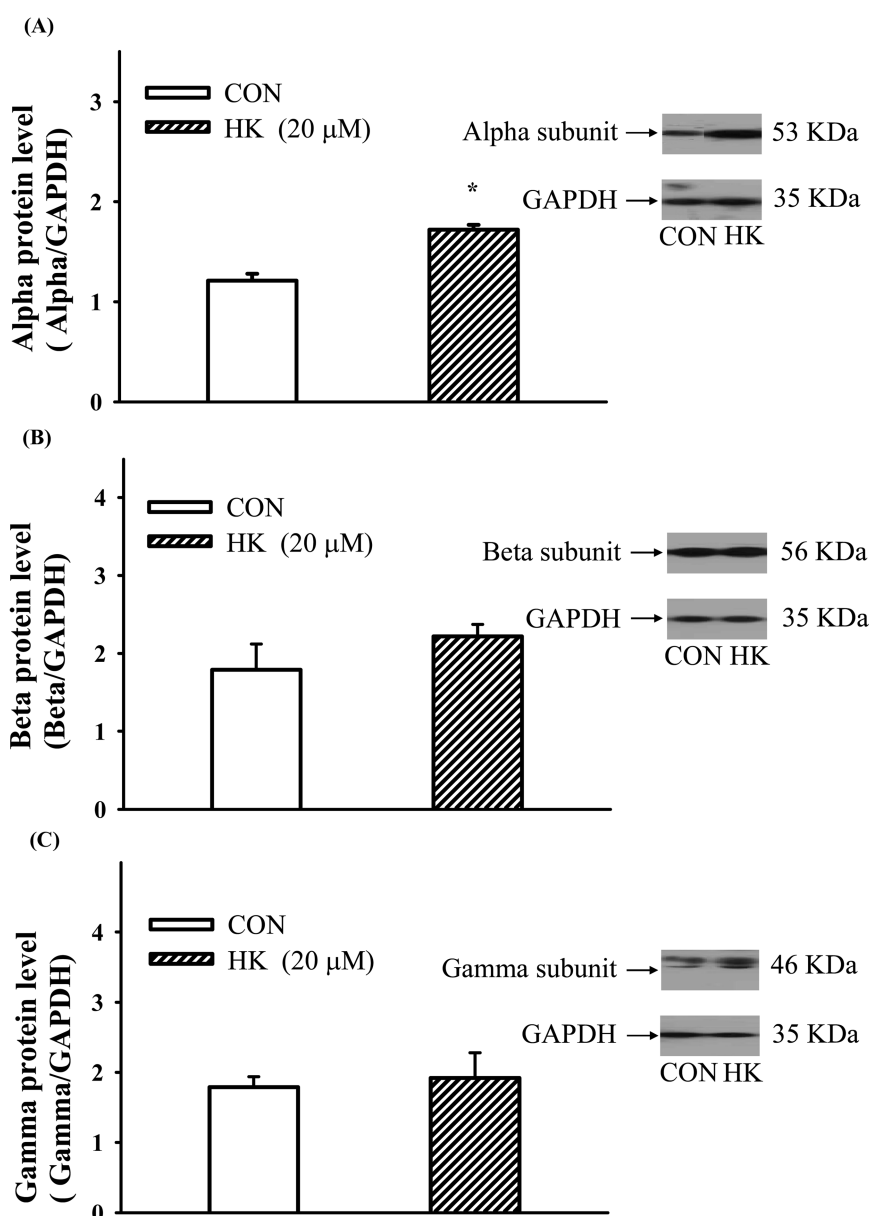 (A)
Alpha protein level
( Alpha/GAPDH)
3
2
1
0
CON
HK (20 μM)
*
Alpha subunit
53 KDa
GAPDH
35 KDa
CON HK
(B)
Beta protein level
(Beta/GAPDH)
4
3
2
1
0
CON
HK (20 μM)
Beta subunit
56 KDa
GAPDH
35 KDa
CON HK
(C)
Gamma protein level
( Gamma/GAPDH)
4
3
2
1
0
CON
HK (20 μM)
Gamma subunit
46 KDa
GAPDH
35 KDa
CON HK